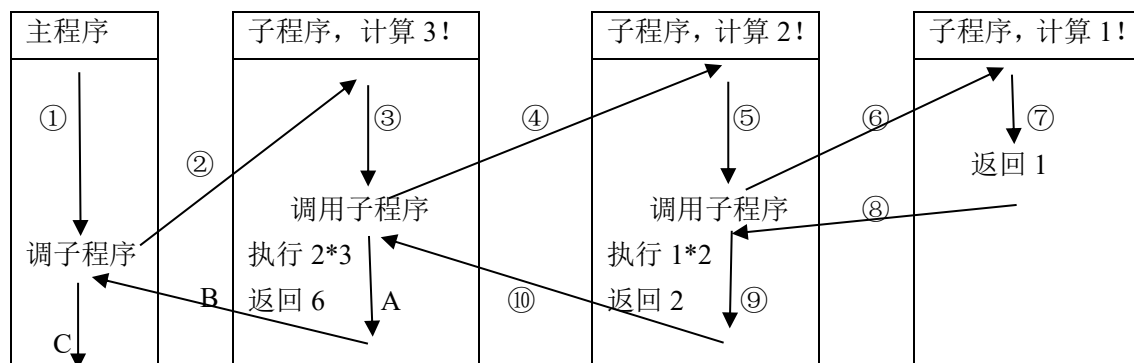 主程序
子程序，计算 3！
子程序，计算 2！
子程序，计算 1！
①
②
③
④
⑤
⑥
⑦
返回 1
调用子程序
调用子程序
⑧
调子程序
执行 2*3
执行 1*2
B
返回 6
A
⑩
返回 2
⑨
C